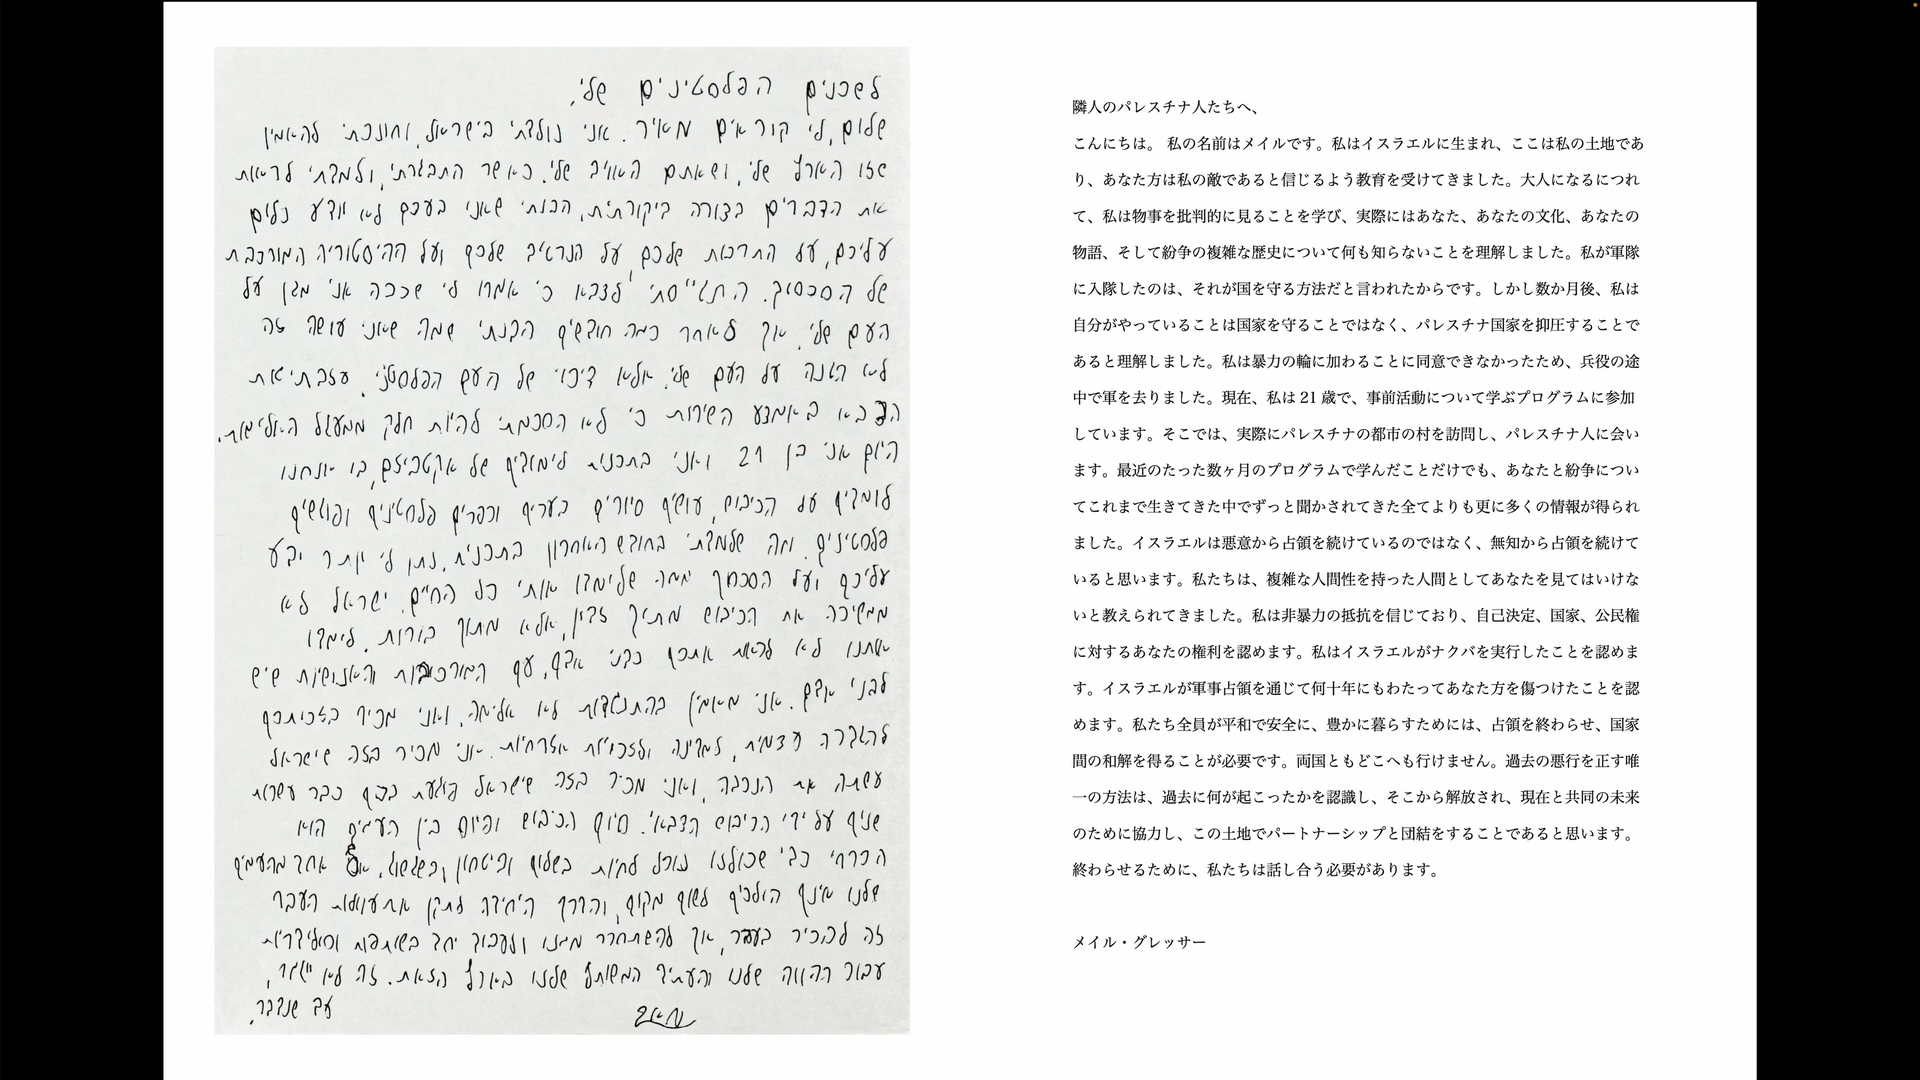 לשכנים הפלסטינים שלי,
שלום, לי קוראים מאיר. אני נולדתי בישראל, וחונכתי להאמין
שזו הארץ שלי, ושאתם האויב שלי. כאשר התבגרתי, ולמדתי לראות
את הדברים בצורה ביקורתית, הבנתי שאני בעצם לא יודע כלום
עליכם, על התרבות שלכם, על הנרטיב שלכם ועל ההיסטוריה המורכבת
של הסכסוך. התגייסתי לצבא כי אמרו לי שככה אני מגן על
העם שלי. אך לאחר כמה חודשים הבנתי שמה שאני עושה זה
לא הגנה על העם שלי, אלא דיכוי של העם הפלסטיני. עזבתי את
הצבא באמצע השירות כי לא הסכמתי להיות חלק ממעגל האלימות.
היום אני בן 21 ואני בתכנית לימודים של אקטביזם, בו אנחנו
לומדים על הכיבוש, עושים סיורים בערים וכפרים פלסטינים ופוגשים
פלסטינים. ומה שלמדתי בחודש האחרון בתכנית, נתן לי יותר ידע
עליכם ועל הסכסוך ממה שלימדו אותי כל החיים. ישראל לא
ממשיכה את הכיבוש מתוך זדון, אלא מתוך בורות. לימדו
אותנו לא לראות אתכם כבני אדם, עם המורכבות והאנושיות שיש
לבני אדם. אני מאמין בהתנגדות לא אלימה, ואני מכיר בזכותכם
להגדרה עצמית, למדינה ולזכויות אזרחיות. אני מכיר בזה שישראל
עשתה את הנכבה, ואני מכיר בזה שישראל פוגעת בכם כבר עשרות
שנים על ידי הכיבוש הצבאי. סיום הכיבוש ופיוס בין העמים הוא
הכרחי כדי שכולנו נוכל לחיות בשלום וביטחון, ובשגשוג. אף אחד מהעמים
שלנו אינם הולכים לשום מקום, והדרך היחידה לתקן את עוולות העבר
זה להכיר בעבר, אך להשתחרר ממנו ולעבוד יחד בשותפות וסולידריות
עבור ההווה שלנו והעתיד המשותף שלנו בארץ הזאת. זה לא ייגמר,
עד שנדבר.
隣人のパレスチナ人たちへ、
こんにちは。 私の名前はメイルです。私はイスラエルに生まれ、ここは私の土地であ
り、あなた方は私の敵であると信じるよう教育を受けてきました。大人になるにつれ
て、私は物事を批判的に見ることを学び、実際にはあなた、あなたの文化、あなたの
物語、そして紛争の複雑な歴史について何も知らないことを理解しました。私が軍隊
に入隊したのは、それが国を守る方法だと言われたからです。しかし数か月後、私は
自分がやっていることは国家を守ることではなく、パレスチナ国家を抑圧することで
あると理解しました。私は暴力の輪に加わることに同意できなかったため、兵役の途
中で軍を去りました。現在、私は 21 歳で、事前活動について学ぶプログラムに参加
しています。そこでは、実際にパレスチナの都市の村を訪問し、パレスチナ人に会い
ます。最近のたった数ヶ月のプログラムで学んだことだけでも、あなたと紛争につい
てこれまで生きてきた中でずっと聞かされてきた全てよりも更に多くの情報が得られ
ました。イスラエルは悪意から占領を続けているのではなく、無知から占領を続けて
いると思います。私たちは、複雑な人間性を持った人間としてあなたを見てはいけな
いと教えられてきました。私は非暴力の抵抗を信じており、自己決定、国家、公民権
に対するあなたの権利を認めます。私はイスラエルがナクバを実行したことを認めま
す。イスラエルが軍事占領を通じて何十年にもわたってあなた方を傷つけたことを認
めます。私たち全員が平和で安全に、豊かに暮らすためには、占領を終わらせ、国家
間の和解を得ることが必要です。両国ともどこへも行けません。過去の悪行を正す唯
一の方法は、過去に何が起こったかを認識し、そこから解放され、現在と共同の未来
のために協力し、この土地でパートナーシップと団結をすることであると思います。
終わらせるために、私たちは話し合う必要があります。
メイル・グレッサー